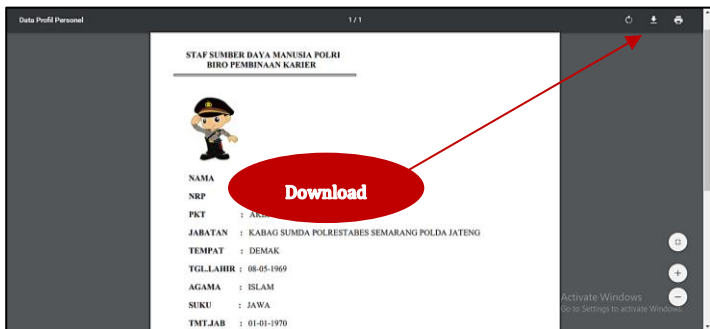 Data Profil Personel 1 / 1
STAF SUMBER DAYA MANUSIA POLRI
BIRO PEMBINAAN KARIER
NAMA
NRP
Download
PKT :
JABATAN : KABAG SUMDA POLRESTABES SEMARANG POLDA JATENG
TEMPAT : DEMAK
TGL.LAHIR : 08-05-1969
AGAMA : ISLAM
SUKU : JAWA
TMT.JAB : 01-01-1970
Activate Windows
Go to Settings to activate Windows.